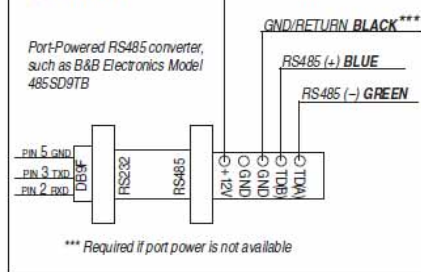 GND/RETURN BLACK***
Port-Powered RS485 converter,
such as B&B Electronics Model
485SD9TB
RS485 (+) BLUE
RS485 (–) GREEN
PIN 5 GND
PIN 3 TXD
PIN 2 RXD
DB9F
RS232
RS485
+12V
GND
GND
TD(B)
TD(A)
*** Required if port power is not available